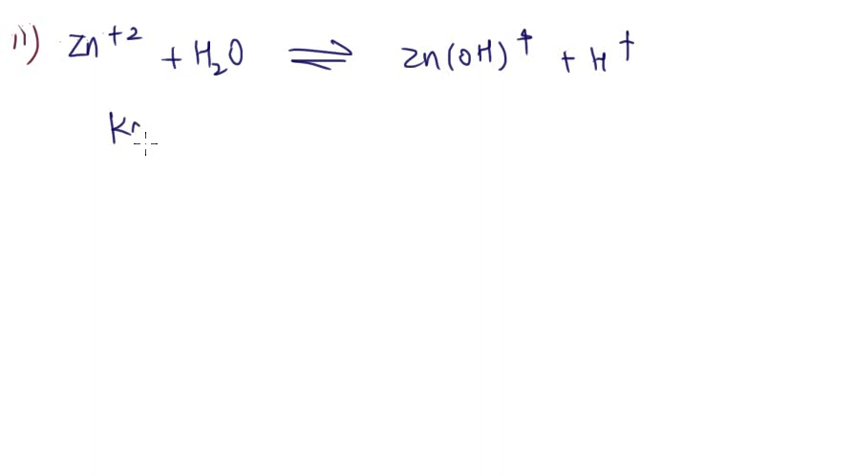 11) Zn⁺² + H₂O ⇌ Zn(OH)⁺ + H⁺